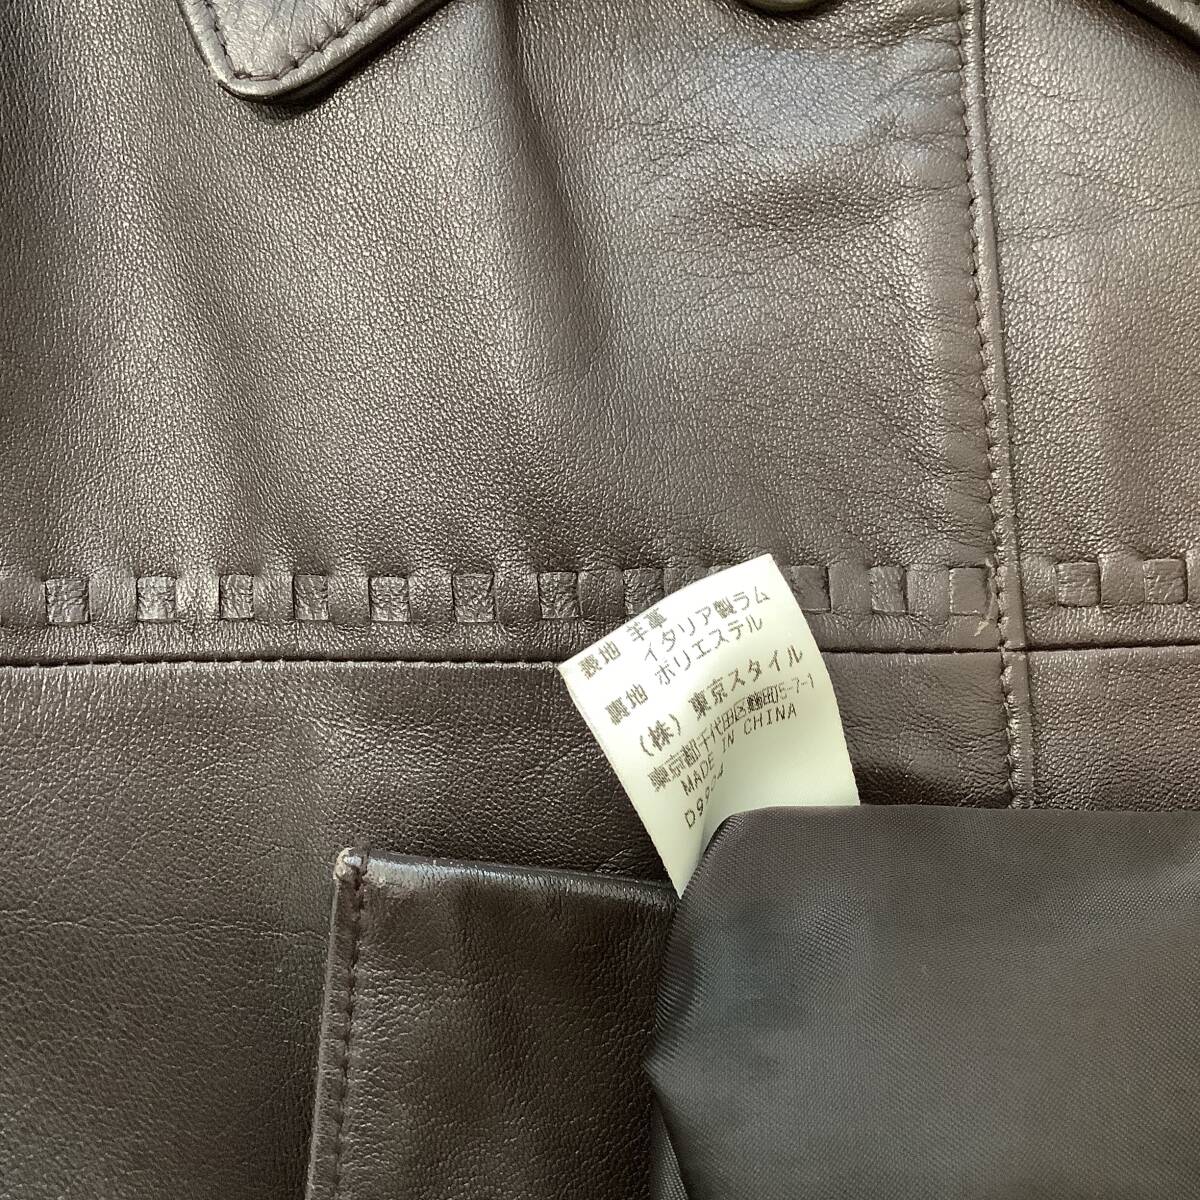 表地 羊革
イタリア製ラム
裏地 ポリエステル
(株) 東京スタイル
東京都千代田区麹町5-7-1
MADE IN CHINA